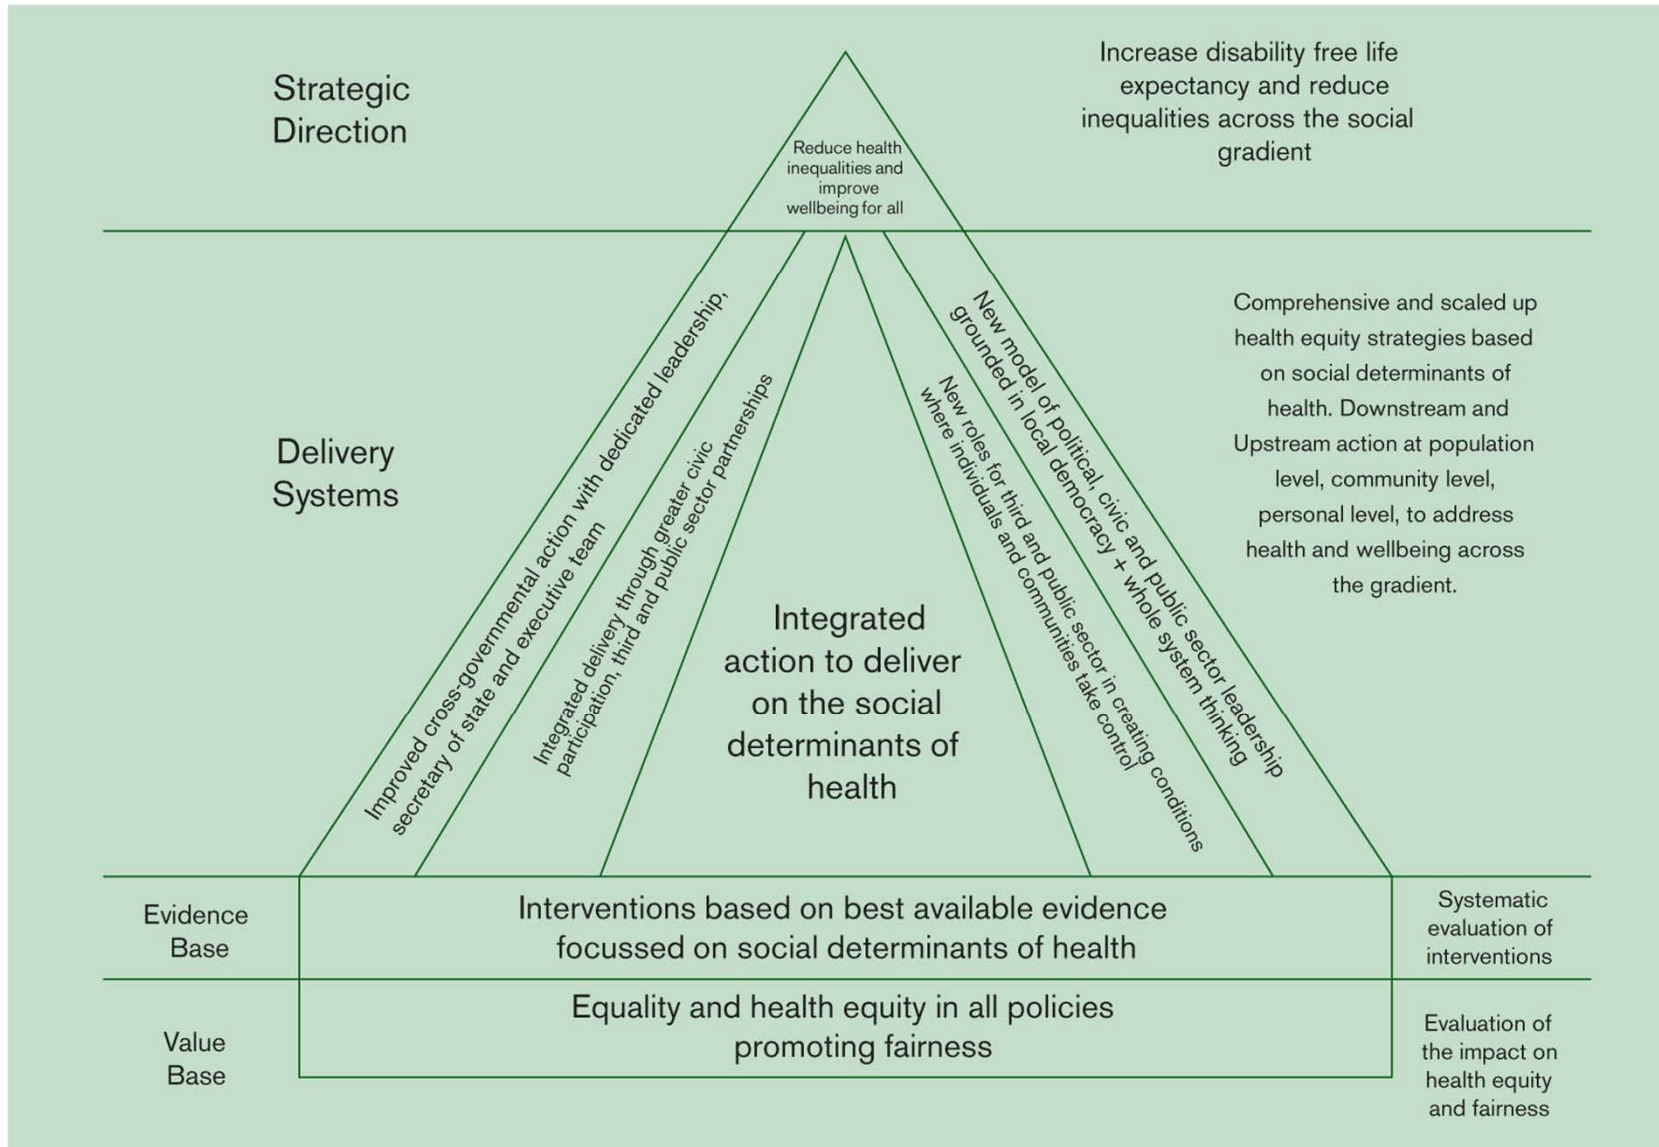 Strategic
Direction
Reduce health
inequalities and
improve
wellbeing for all
Increase disability free life
expectancy and reduce
inequalities across the social
gradient
Delivery
Systems
Improved cross-governmental action with dedicated leadership,
secretary of state and executive team
Integrated delivery through greater civic
participation, third and public sector partnerships
Integrated
action to deliver
on the social
determinants of
health
New roles for third and public sector in creating conditions
where individuals and communities take control
New model of political, civic and public sector leadership
grounded in local democracy + whole system thinking
Comprehensive and scaled up
health equity strategies based
on social determinants of
health. Downstream and
Upstream action at population
level, community level,
personal level, to address
health and wellbeing across
the gradient.
Evidence
Base
Interventions based on best available evidence
focussed on social determinants of health
Systematic
evaluation of
interventions
Value
Base
Equality and health equity in all policies
promoting fairness
Evaluation of
the impact on
health equity
and fairness